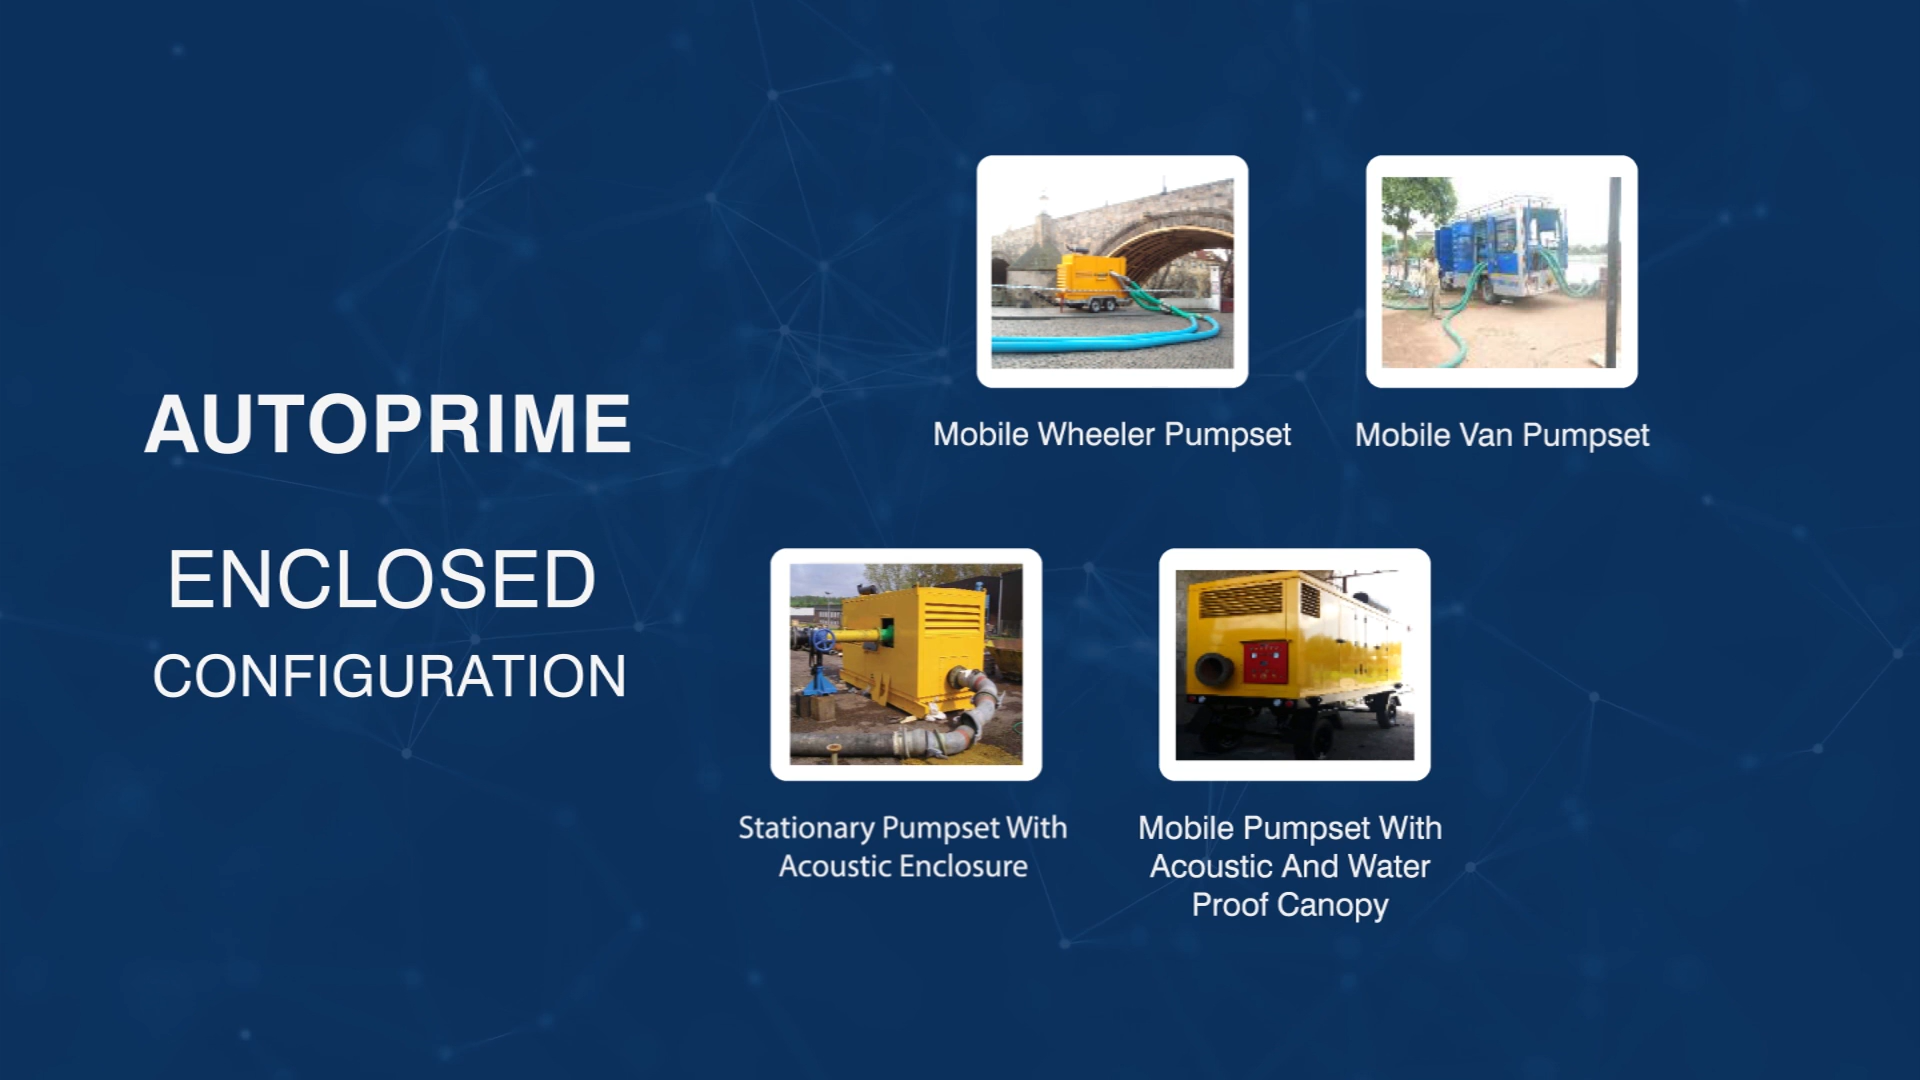 AUTOPRIME
ENCLOSED
CONFIGURATION
Mobile Wheeler Pumpset
Mobile Van Pumpset
Stationary Pumpset With
Acoustic Enclosure
Mobile Pumpset With
Acoustic And Water
Proof Canopy